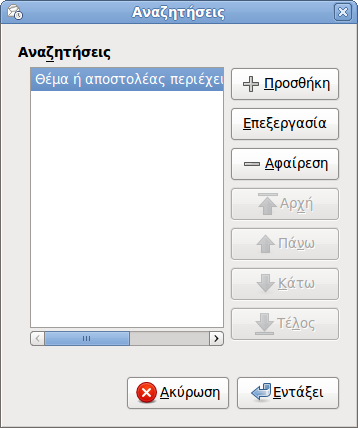 Αναζητήσεις
Αναζητήσεις
Θέμα ή αποστολέας περιέχει
Προσθήκη
Επεξεργασία
Αφαίρεση
Αρχή
Πάνω
Κάτω
Τέλος
Ακύρωση
Εντάξει